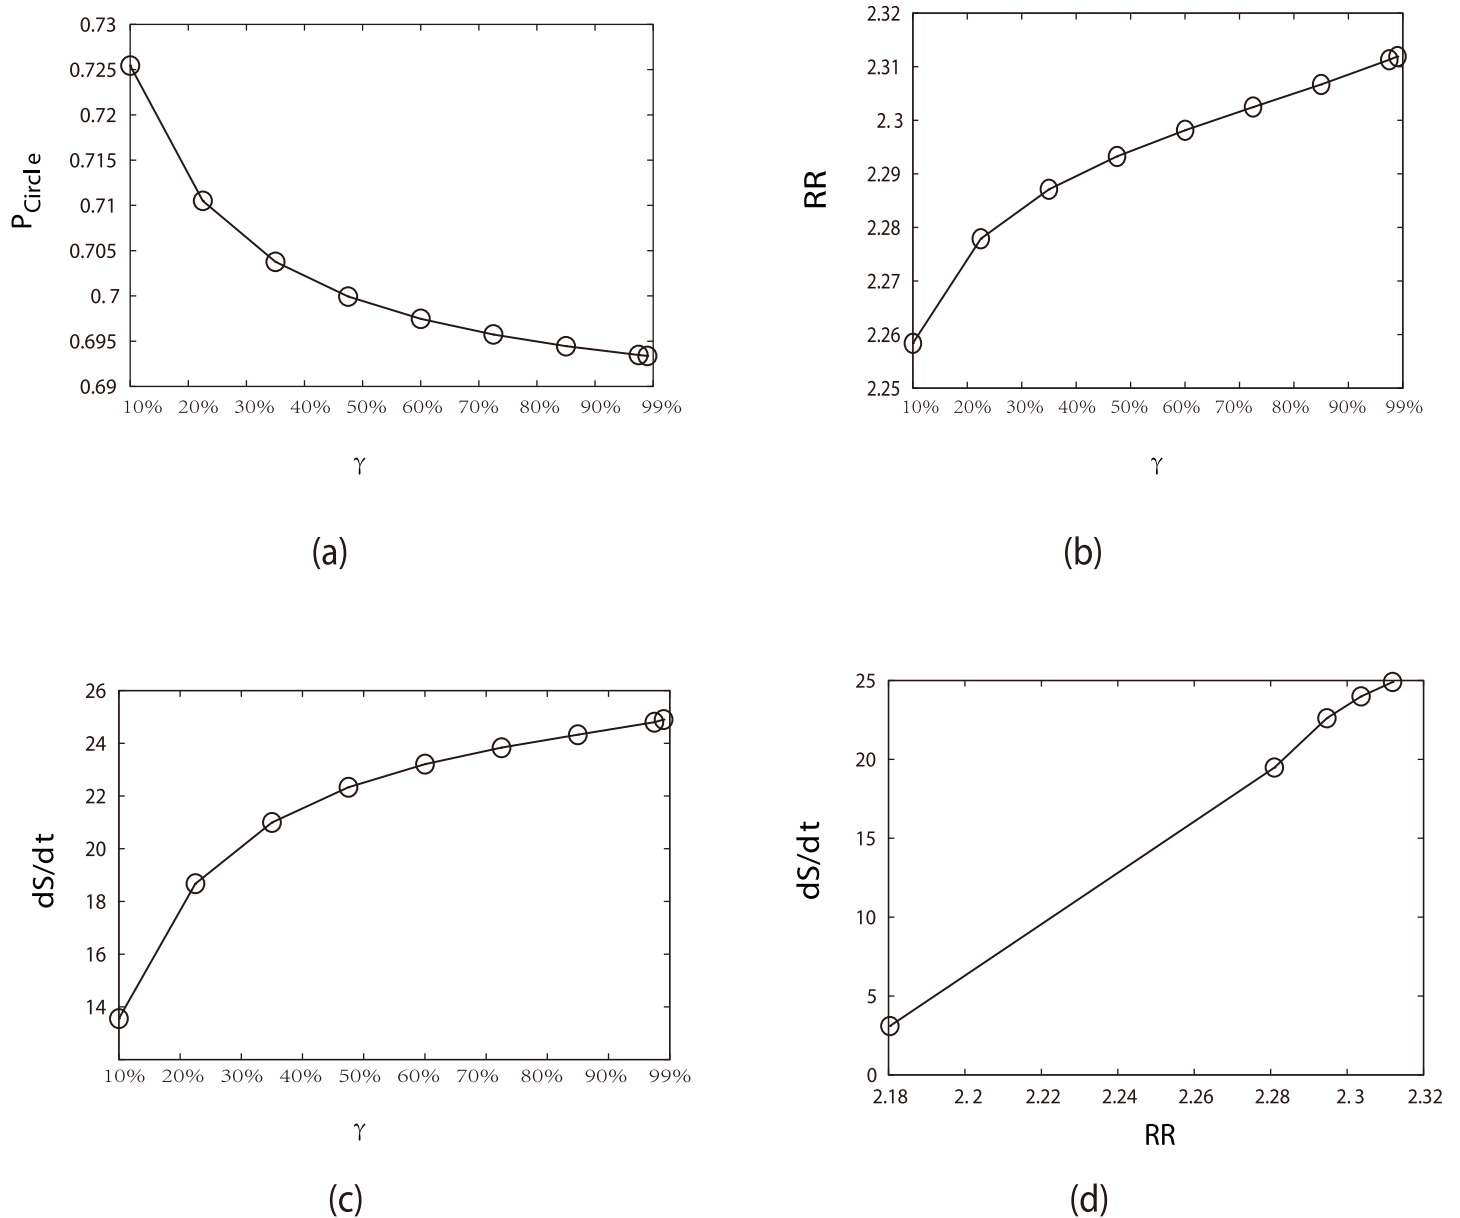 0.73
0.725
0.72
0.715
0.71
0.705
0.7
0.695
0.69
P_Circle
10% 20% 30% 40% 50% 60% 70% 80% 90% 99%
γ
(a)
2.32
2.31
2.3
2.29
2.28
2.27
2.26
2.25
RR
10% 20% 30% 40% 50% 60% 70% 80% 90% 99%
γ
(b)
26
24
22
20
18
16
14
dS/dt
10% 20% 30% 40% 50% 60% 70% 80% 90% 99%
γ
(c)
25
20
15
10
5
0
dS/dt
2.18 2.2 2.22 2.24 2.26 2.28 2.3 2.32
RR
(d)